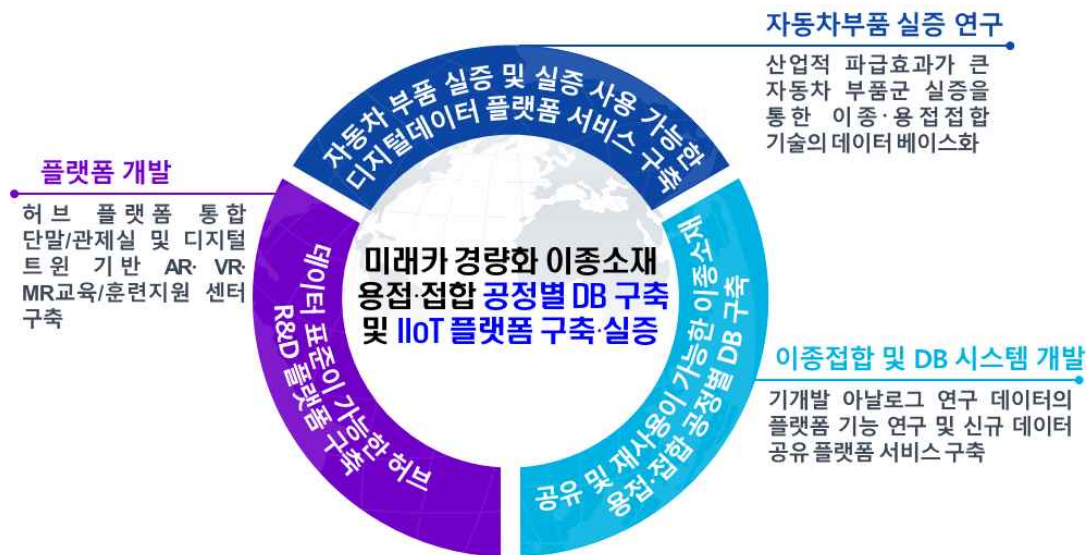 자동차부품 실증 연구
산업적 파급효과가 큰
자동차 부품군 실증을
통한 이종·용접접합
기술의 데이터 베이스화
자동차 부품 실증 및 실증 사용 가능한
디지털데이터 플랫폼 서비스 구축
플랫폼 개발
허브 플랫폼 통합
단말/관제실 및 디지털
트윈 기반 AR· VR·
MR교육/훈련지원 센터
구축
데이터 표준이 가능한 허브
R&D 플랫폼 구축
미래카 경량화 이종소재
용접·접합 공정별 DB 구축
및 IIoT 플랫폼 구축·실증
공유 및 재사용이 가능한 이종소재
용접·접합 공정별 DB 구축
이종접합 및 DB 시스템 개발
기개발 아날로그 연구 데이터의
플랫폼 기능 연구 및 신규 데이터
공유 플랫폼 서비스 구축